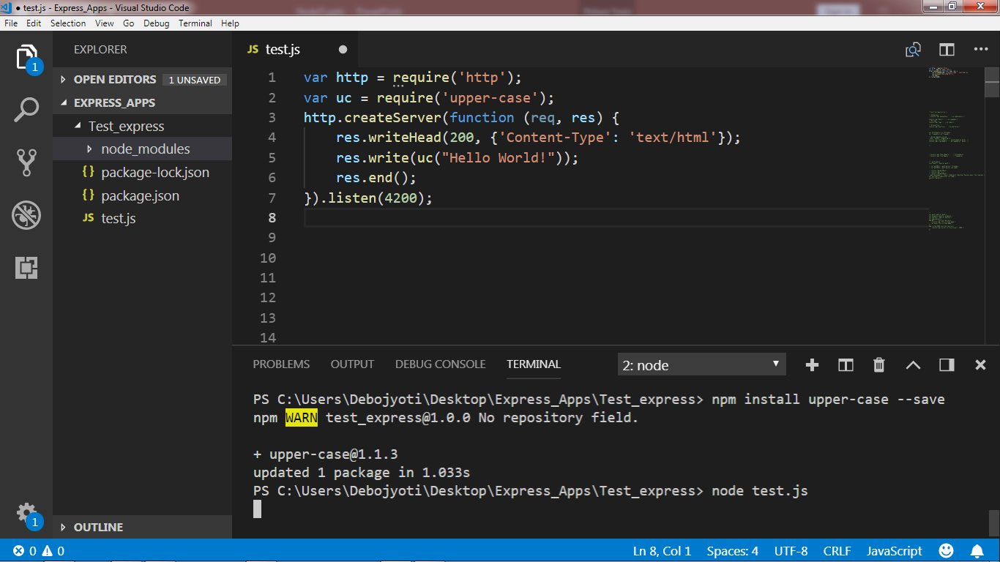 ● test.js - Express_Apps - Visual Studio Code
File Edit Selection View Go Debug Terminal Help
EXPLORER
OPEN EDITORS 1 UNSAVED
EXPRESS_APPS
Test_express
node_modules
{} package-lock.json
{} package.json
JS test.js
OUTLINE
1
1
JS test.js ●
1 var http = require('http');
2 var uc = require('upper-case');
3 http.createServer(function (req, res) {
4 res.writeHead(200, {'Content-Type': 'text/html'});
5 res.write(uc("Hello World!"));
6 res.end();
7 }).listen(4200);
8
9
10
11
12
13
14
PROBLEMS OUTPUT DEBUG CONSOLE TERMINAL 2: node
PS C:\Users\Debojyoti\Desktop\Express_Apps\Test_express> npm install upper-case --save
npm WARN test_express@1.0.0 No repository field.
+ upper-case@1.1.3
updated 1 package in 1.033s
PS C:\Users\Debojyoti\Desktop\Express_Apps\Test_express> node test.js
0 0 Ln 8, Col 1 Spaces: 4 UTF-8 CRLF JavaScript